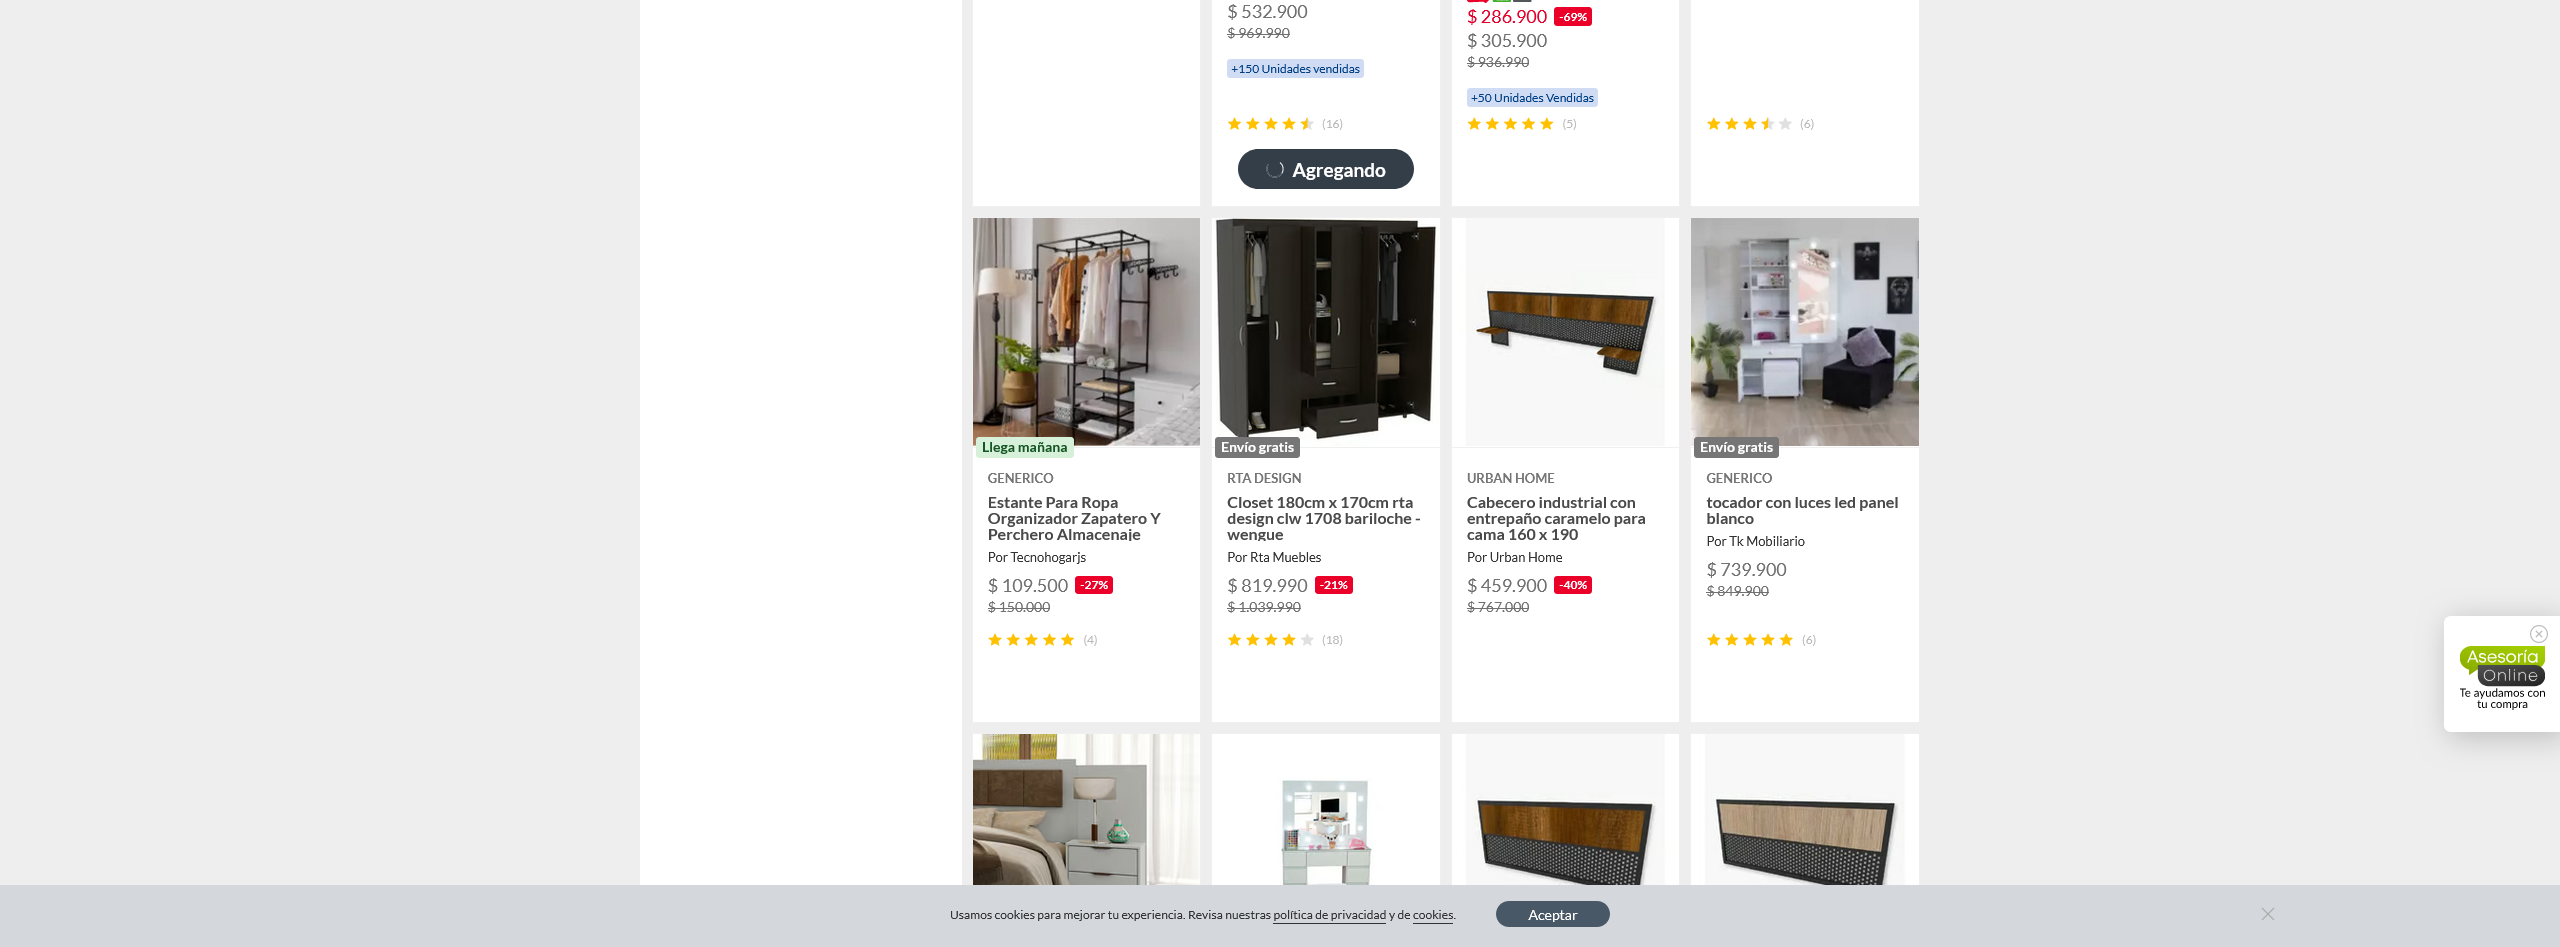 $ 532.900
$ 969.990
+150 Unidades vendidas
(16)
Agregando
$ 286.900 -69%
$ 305.900
$ 936.990
+50 Unidades Vendidas
(5)
(6)
Llega mañana
GENERICO
Estante Para Ropa
Organizador Zapatero Y
Perchero Almacenaje
Por Tecnohogarjs
$ 109.500 -27%
$ 150.000
(4)
Envío gratis
RTA DESIGN
Closet 180cm x 170cm rta
design clw 1708 bariloche -
wengue
Por Rta Muebles
$ 819.990 -21%
$ 1.039.990
(18)
URBAN HOME
Cabecero industrial con
entrepaño caramelo para
cama 160 x 190
Por Urban Home
$ 459.900 -40%
$ 767.000
Envío gratis
GENERICO
tocador con luces led panel
blanco
Por Tk Mobiliario
$ 739.900
$ 849.900
(6)
Asesoría
Online
Te ayudamos con
tu compra
Usamos cookies para mejorar tu experiencia. Revisa nuestras política de privacidad y de cookies.
Aceptar